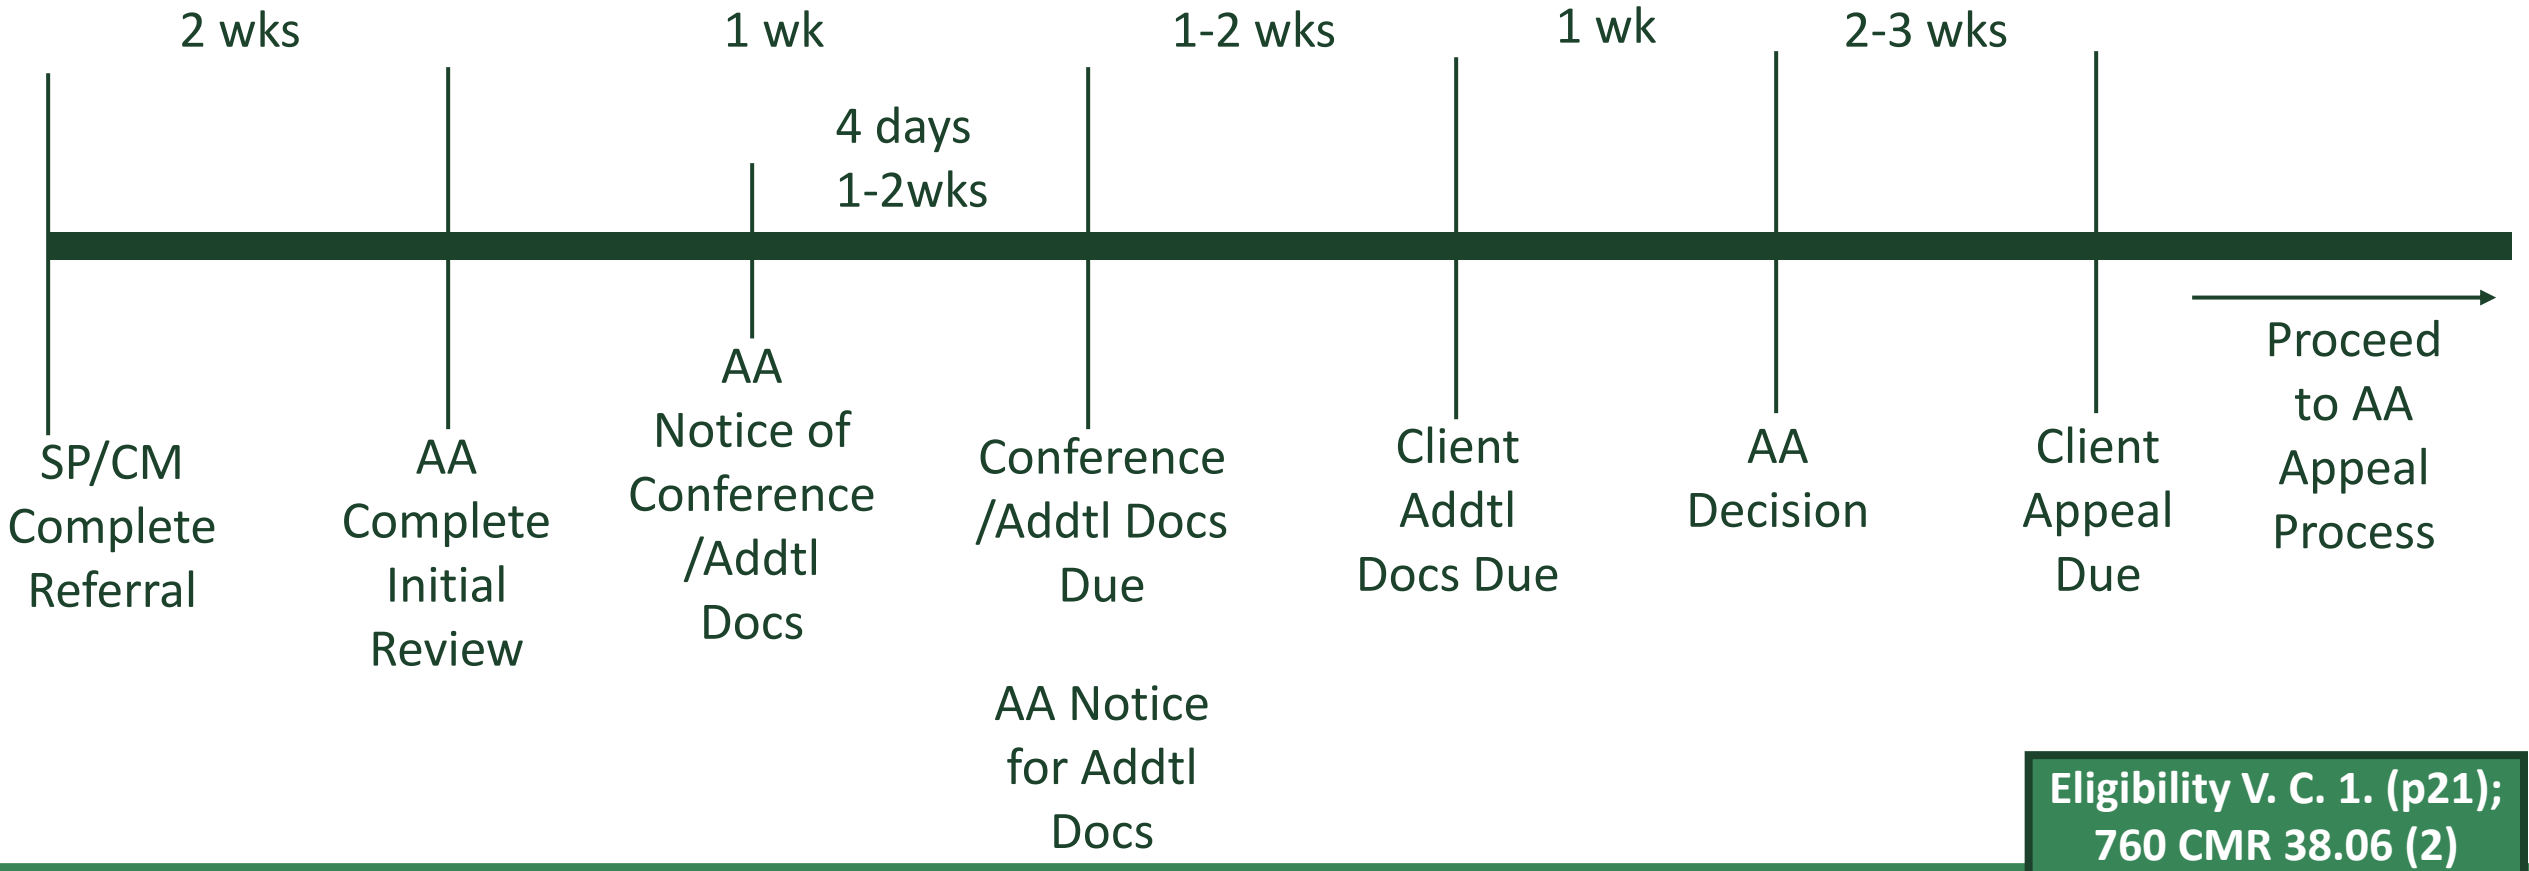 2 wks
1 wk
1-2 wks
1 wk
2-3 wks
4 days
1-2wks
SP/CM
Complete
Referral
AA
Complete
Initial
Review
AA
Notice of
Conference
/Addtl
Docs
Conference
/Addtl Docs
Due
AA Notice
for Addtl
Docs
Client
Addtl
Docs Due
AA
Decision
Client
Appeal
Due
Proceed
to AA
Appeal
Process
Eligibility V. C. 1. (p21);
760 CMR 38.06 (2)